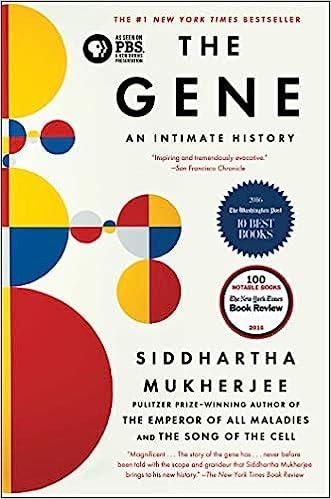 THE #1 NEW YORK TIMES BESTSELLER
AS SEEN ON
PBS.
A KEN BURNS
PRESENTATION
THE
GENE
AN INTIMATE HISTORY
"Inspiring and tremendously evocative."
—San Francisco Chronicle
2016
The Washington Post
10 BEST
BOOKS
100
NOTABLE BOOKS
The New York Times
Book Review
2016
SIDDHARTHA
MUKHERJEE
PULITZER PRIZE–WINNING AUTHOR OF
THE EMPEROR OF ALL MALADIES
AND THE SONG OF THE CELL
"Magnificent . . . The story of the gene has . . . never before
been told with the scope and grandeur that Siddhartha Mukherjee
brings to his new history." —The New York Times Book Review